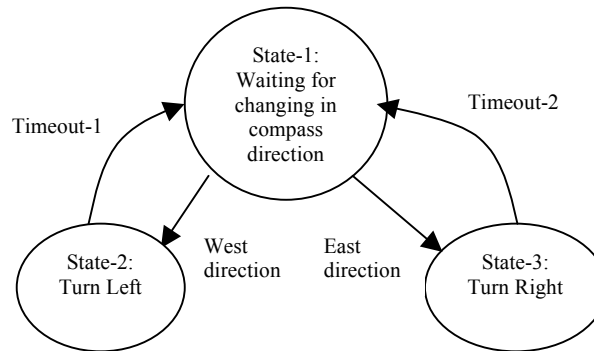 State-1:
Waiting for
changing in
compass
direction
Timeout-1
Timeout-2
West
direction
East
direction
State-2:
Turn Left
State-3:
Turn Right